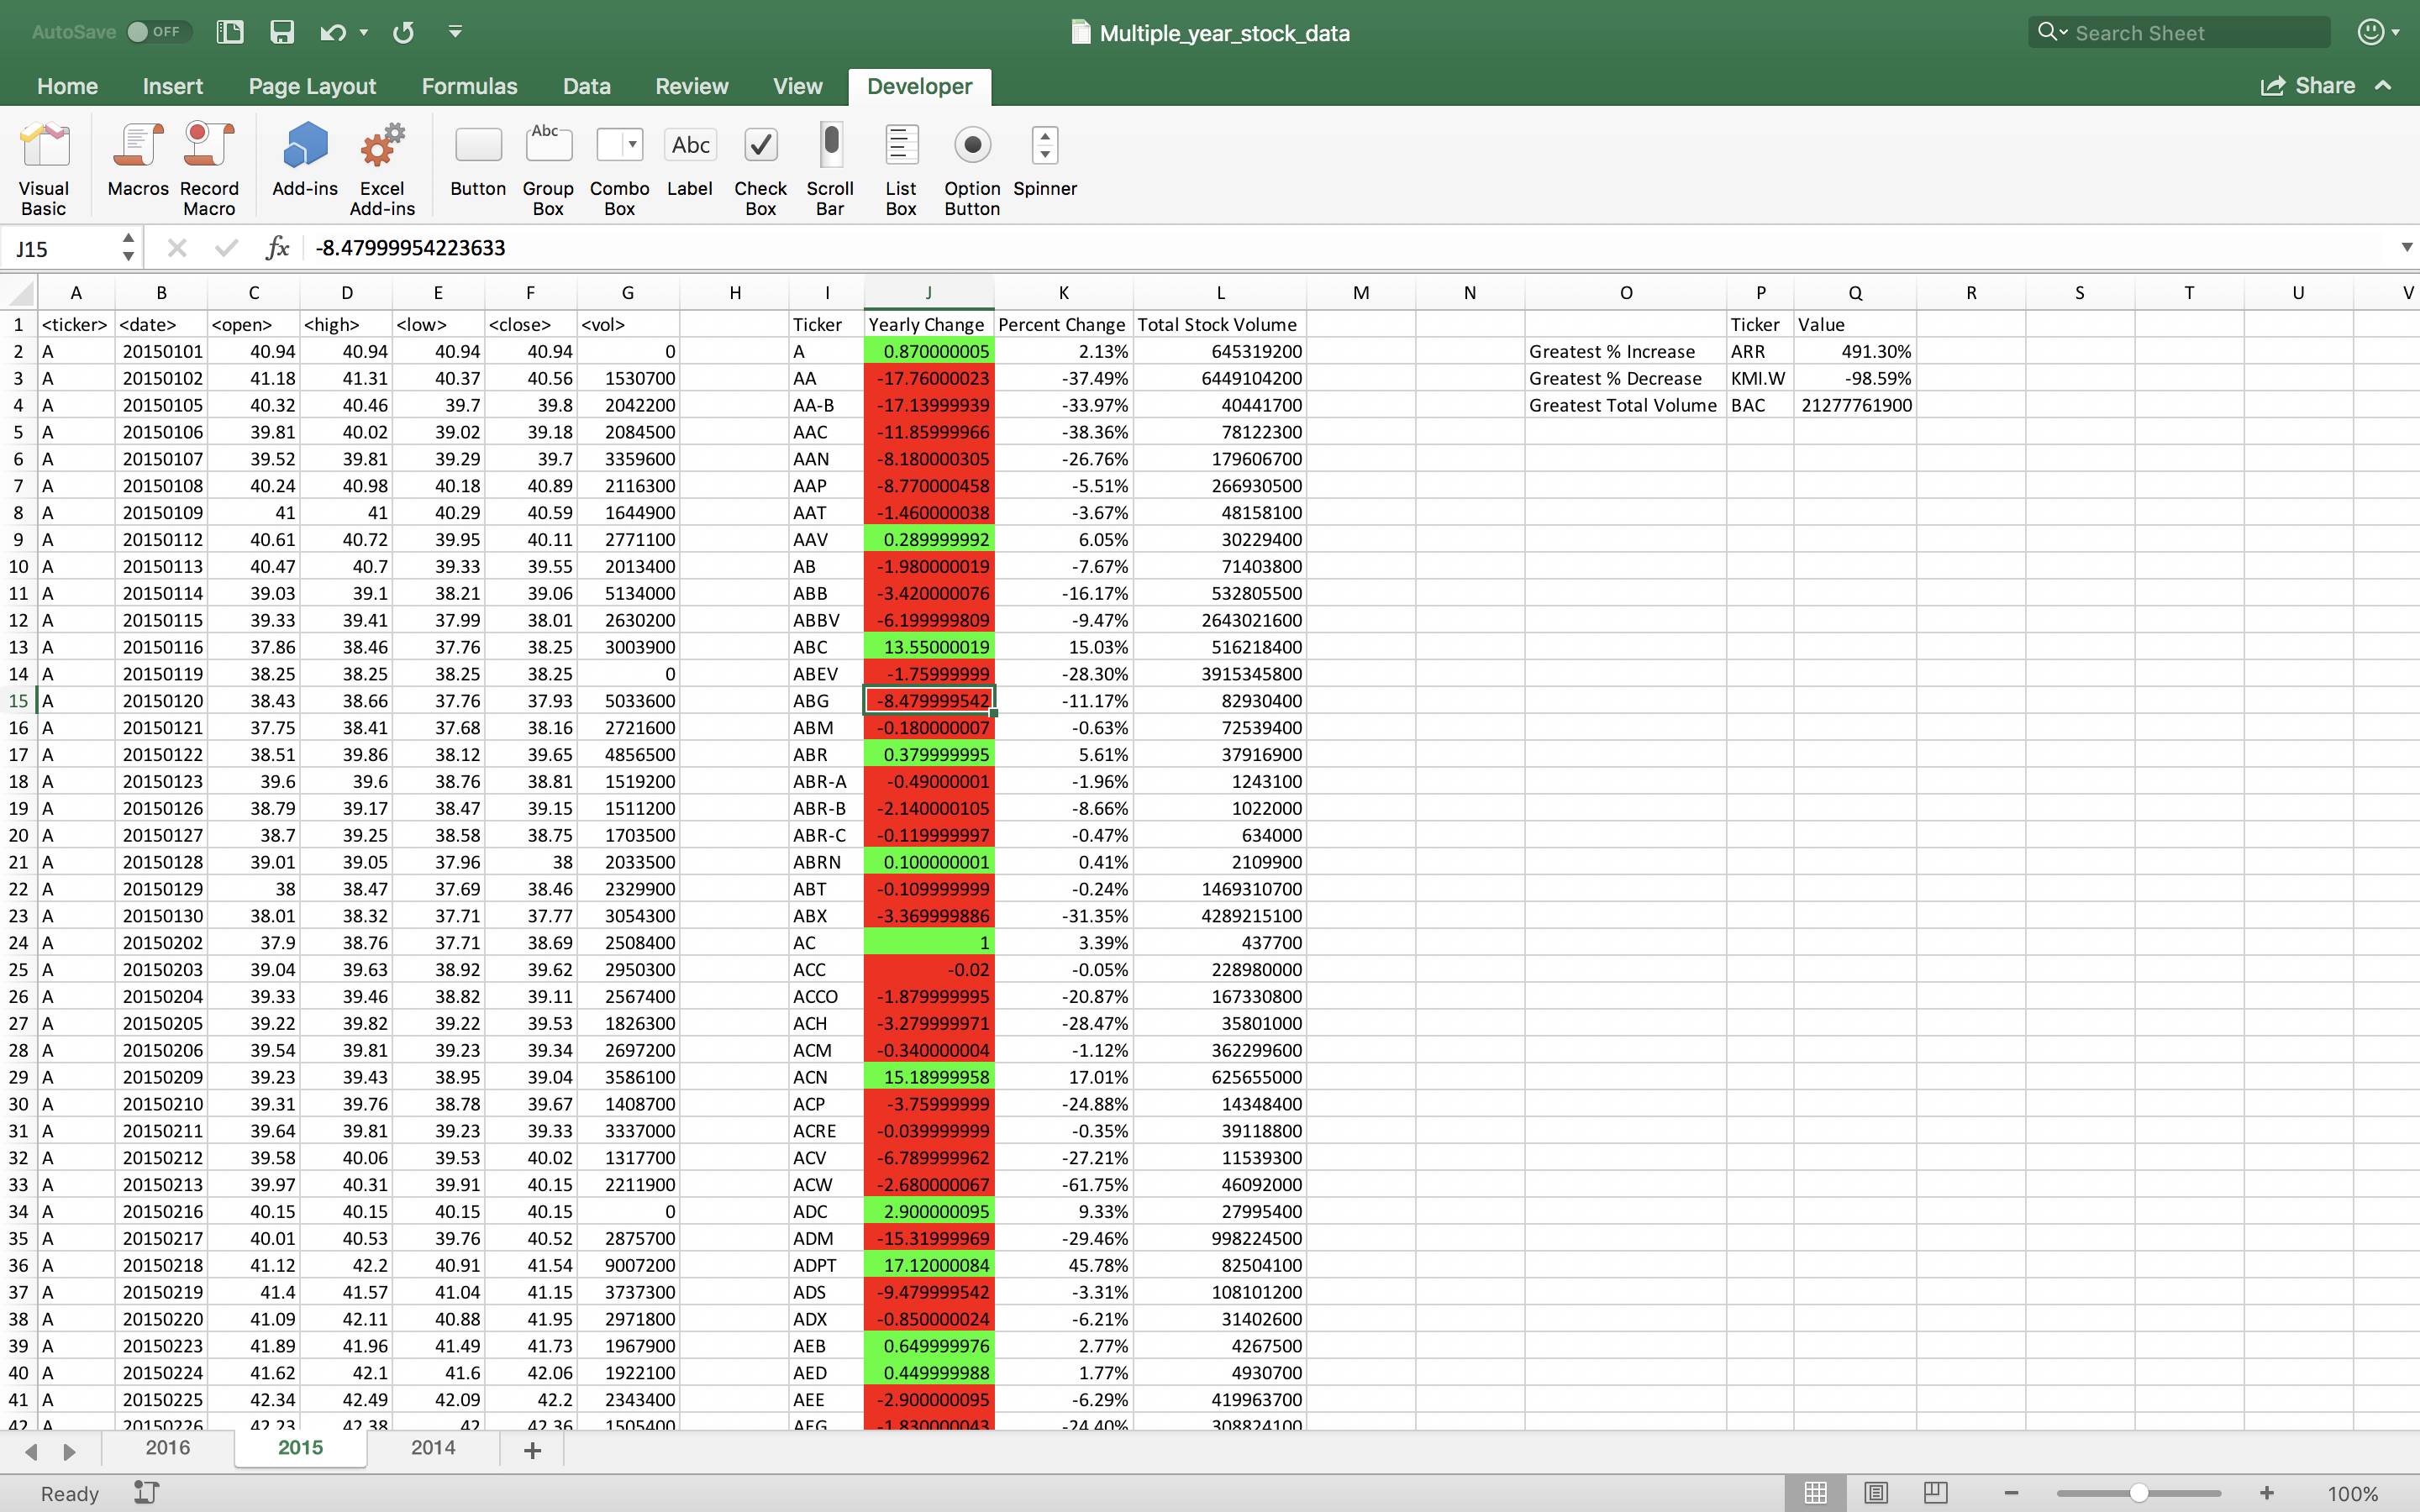 AutoSave OFF Multiple_year_stock_data Search Sheet
Home Insert Page Layout Formulas Data Review View Developer Share
Abc Abc
Visual Basic Macros Record Macro Add-ins Excel Add-ins Button Group Box Combo Box Label Check Box Scroll Bar List Box Option Button Spinner
J15 fx -8.47999954223633
A B C D E F G H I J K L M N O P Q R S T U V
1 <ticker> <date> <open> <high> <low> <close> <vol> Ticker Yearly Change Percent Change Total Stock Volume Ticker Value
2 A 20150101 40.94 40.94 40.94 40.94 0 A 0.870000005 2.13% 645319200 Greatest % Increase ARR 491.30%
3 A 20150102 41.18 41.31 40.37 40.56 1530700 AA -17.76000023 -37.49% 6449104200 Greatest % Decrease KMI.W -98.59%
4 A 20150105 40.32 40.46 39.7 39.8 2042200 AA-B -17.13999939 -33.97% 40441700 Greatest Total Volume BAC 21277761900
5 A 20150106 39.81 40.02 39.02 39.18 2084500 AAC -11.85999966 -38.36% 78122300
6 A 20150107 39.52 39.81 39.29 39.7 3359600 AAN -8.180000305 -26.76% 179606700
7 A 20150108 40.24 40.98 40.18 40.89 2116300 AAP -8.770000458 -5.51% 266930500
8 A 20150109 41 41 40.29 40.59 1644900 AAT -1.460000038 -3.67% 48158100
9 A 20150112 40.61 40.72 39.95 40.11 2771100 AAV 0.289999992 6.05% 30229400
10 A 20150113 40.47 40.7 39.33 39.55 2013400 AB -1.980000019 -7.67% 71403800
11 A 20150114 39.03 39.1 38.21 39.06 5134000 ABB -3.420000076 -16.17% 532805500
12 A 20150115 39.33 39.41 37.99 38.01 2630200 ABBV -6.199999809 -9.47% 2643021600
13 A 20150116 37.86 38.46 37.76 38.25 3003900 ABC 13.55000019 15.03% 516218400
14 A 20150119 38.25 38.25 38.25 38.25 0 ABEV -1.75999999 -28.30% 3915345800
15 A 20150120 38.43 38.66 37.76 37.93 5033600 ABG -8.479999542 -11.17% 82930400
16 A 20150121 37.75 38.41 37.68 38.16 2721600 ABM -0.180000007 -0.63% 72539400
17 A 20150122 38.51 39.86 38.12 39.65 4856500 ABR 0.379999995 5.61% 37916900
18 A 20150123 39.6 39.6 38.76 38.81 1519200 ABR-A -0.49000001 -1.96% 1243100
19 A 20150126 38.79 39.17 38.47 39.15 1511200 ABR-B -2.140000105 -8.66% 1022000
20 A 20150127 38.7 39.25 38.58 38.75 1703500 ABR-C -0.119999997 -0.47% 634000
21 A 20150128 39.01 39.05 37.96 38 2033500 ABRN 0.100000001 0.41% 2109900
22 A 20150129 38 38.47 37.69 38.46 2329900 ABT -0.109999999 -0.24% 1469310700
23 A 20150130 38.01 38.32 37.71 37.77 3054300 ABX -3.369999886 -31.35% 4289215100
24 A 20150202 37.9 38.76 37.71 38.69 2508400 AC 1 3.39% 437700
25 A 20150203 39.04 39.63 38.92 39.62 2950300 ACC -0.02 -0.05% 228980000
26 A 20150204 39.33 39.46 38.82 39.11 2567400 ACCO -1.879999995 -20.87% 167330800
27 A 20150205 39.22 39.82 39.22 39.53 1826300 ACH -3.279999971 -28.47% 35801000
28 A 20150206 39.54 39.81 39.23 39.34 2697200 ACM -0.340000004 -1.12% 362299600
29 A 20150209 39.23 39.43 38.95 39.04 3586100 ACN 15.18999958 17.01% 625655000
30 A 20150210 39.31 39.76 38.78 39.67 1408700 ACP -3.75999999 -24.88% 14348400
31 A 20150211 39.64 39.81 39.23 39.33 3337000 ACRE -0.039999999 -0.35% 39118800
32 A 20150212 39.58 40.06 39.53 40.02 1317700 ACV -6.789999962 -27.21% 11539300
33 A 20150213 39.97 40.31 39.91 40.15 2211900 ACW -2.680000067 -61.75% 46092000
34 A 20150216 40.15 40.15 40.15 40.15 0 ADC 2.900000095 9.33% 27995400
35 A 20150217 40.01 40.53 39.76 40.52 2875700 ADM -15.31999969 -29.46% 998224500
36 A 20150218 41.12 42.2 40.91 41.54 9007200 ADPT 17.12000084 45.78% 82504100
37 A 20150219 41.4 41.57 41.04 41.15 3737300 ADS -9.479999542 -3.31% 108101200
38 A 20150220 41.09 42.11 40.88 41.95 2971800 ADX -0.850000024 -6.21% 31402600
39 A 20150223 41.89 41.96 41.49 41.73 1967900 AEB 0.649999976 2.77% 4267500
40 A 20150224 41.62 42.1 41.6 42.06 1922100 AED 0.449999988 1.77% 4930700
41 A 20150225 42.34 42.49 42.09 42.2 2343400 AEE -2.900000095 -6.29% 419963700
42 A 20150226 42.23 42.38 42 42.36 1505400 AEG -1.830000043 -24.40% 308824100
2016 2015 2014
Ready 100%